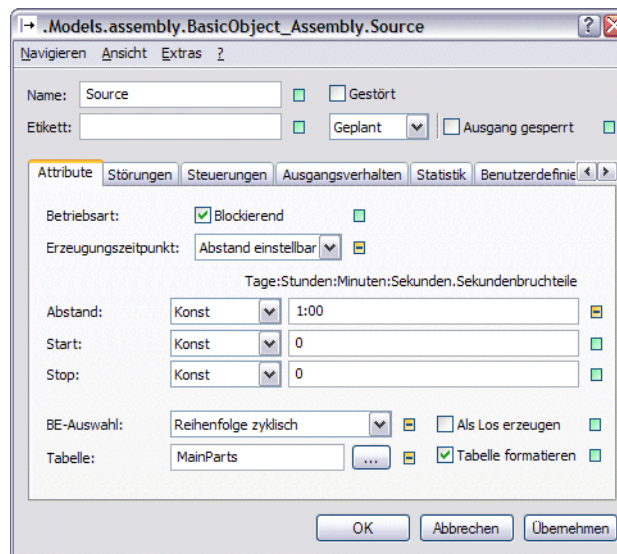 .Models.assembly.BasicObject_Assembly.Source
Navigieren Ansicht Extras ?
Name: Source Gestört
Etikett: Geplant Ausgang gesperrt
Attribute Störungen Steuerungen Ausgangsverhalten Statistik Benutzerdefinie
Betriebsart: Blockierend
Erzeugungszeitpunkt: Abstand einstellbar
Tage:Stunden:Minuten:Sekunden.Sekundenbruchteile
Abstand: Konst 1:00
Start: Konst 0
Stop: Konst 0
BE-Auswahl: Reihenfolge zyklisch Als Los erzeugen
Tabelle: MainParts ... Tabelle formatieren
OK Abbrechen Übernehmen